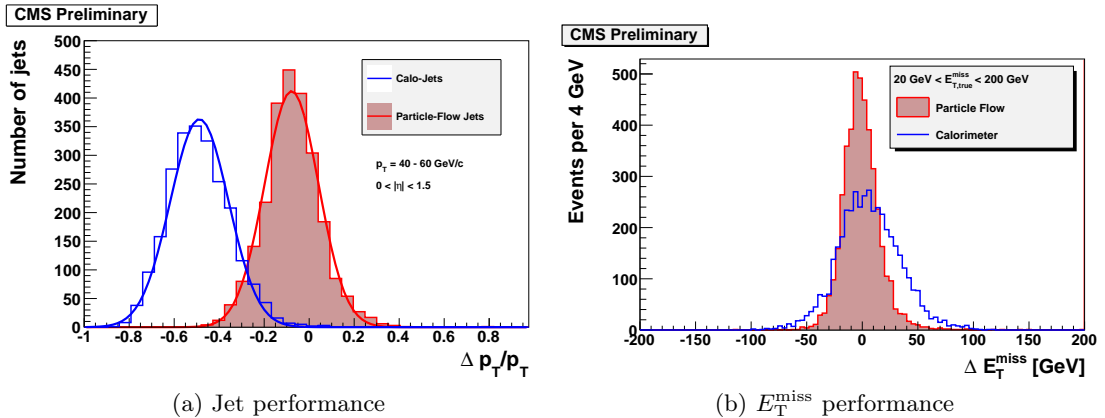 CMS Preliminary
Number of jets
500
450
400
350
300
250
200
150
100
50
0
Calo-Jets
Particle-Flow Jets
p_T = 40 - 60 GeV/c
0 < |η| < 1.5
-1 -0.8 -0.6 -0.4 -0.2 0 0.2 0.4 0.6 0.8
Δ p_T/p_T
(a) Jet performance
CMS Preliminary
Events per 4 GeV
500
400
300
200
100
0
20 GeV < E_{T,true}^{miss} < 200 GeV
Particle Flow
Calorimeter
-200 -150 -100 -50 0 50 100 150 200
Δ E_T^{miss} [GeV]
(b) E_T^{miss} performance